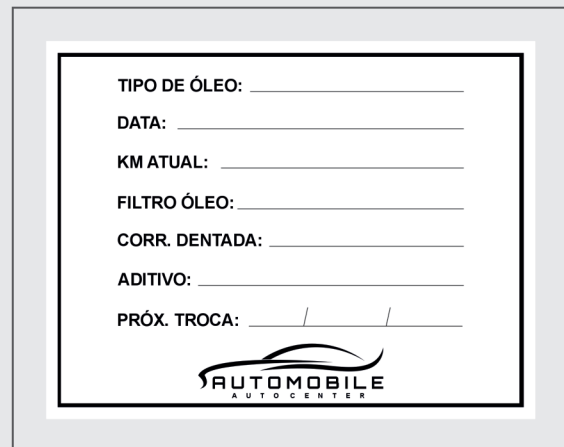 TIPO DE ÓLEO:
DATA:
KM ATUAL:
FILTRO ÓLEO:
CORR. DENTADA:
ADITIVO:
PRÓX. TROCA: / /
AUTOMOBILE
AUTO CENTER